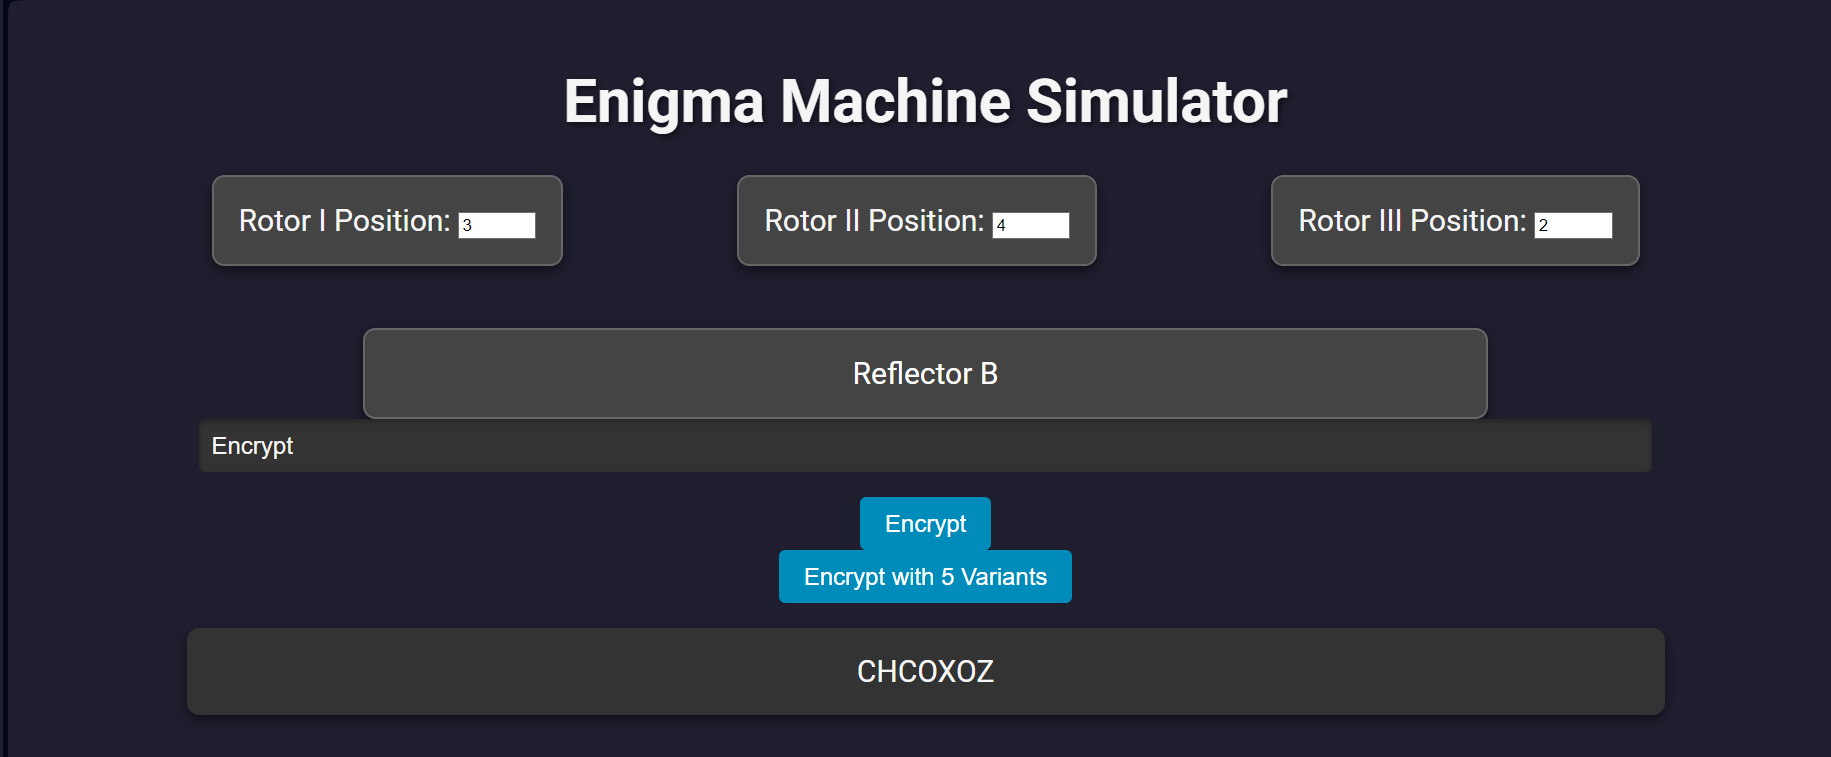 Enigma Machine Simulator
Rotor I Position: 3
Rotor II Position: 4
Rotor III Position: 2
Reflector B
Encrypt
Encrypt
Encrypt with 5 Variants
CHCOXOZ